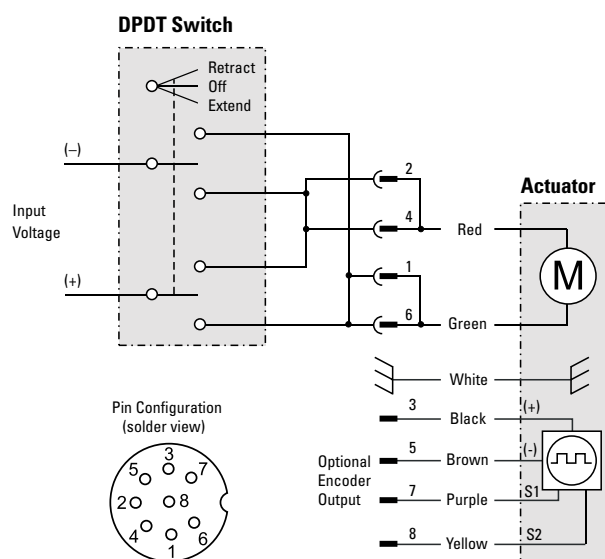 DPDT Switch
Retract
Off
Extend
(–)
Input
Voltage
(+)
2
4
1
6
Red
Green
Actuator
M
White
3
Black
(+)
5
Brown
(-)
Optional
Encoder
Output
7
Purple
S1
8
Yellow
S2
Pin Configuration
(solder view)
3
5
7
2
8
4
6
1